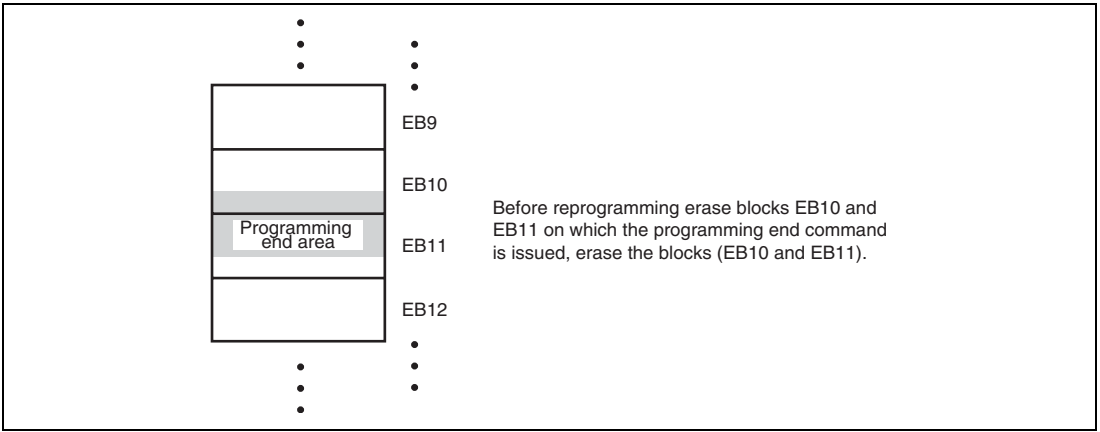 EB9
EB10
Programming
end area
EB11
EB12
Before reprogramming erase blocks EB10 and
EB11 on which the programming end command
is issued, erase the blocks (EB10 and EB11).